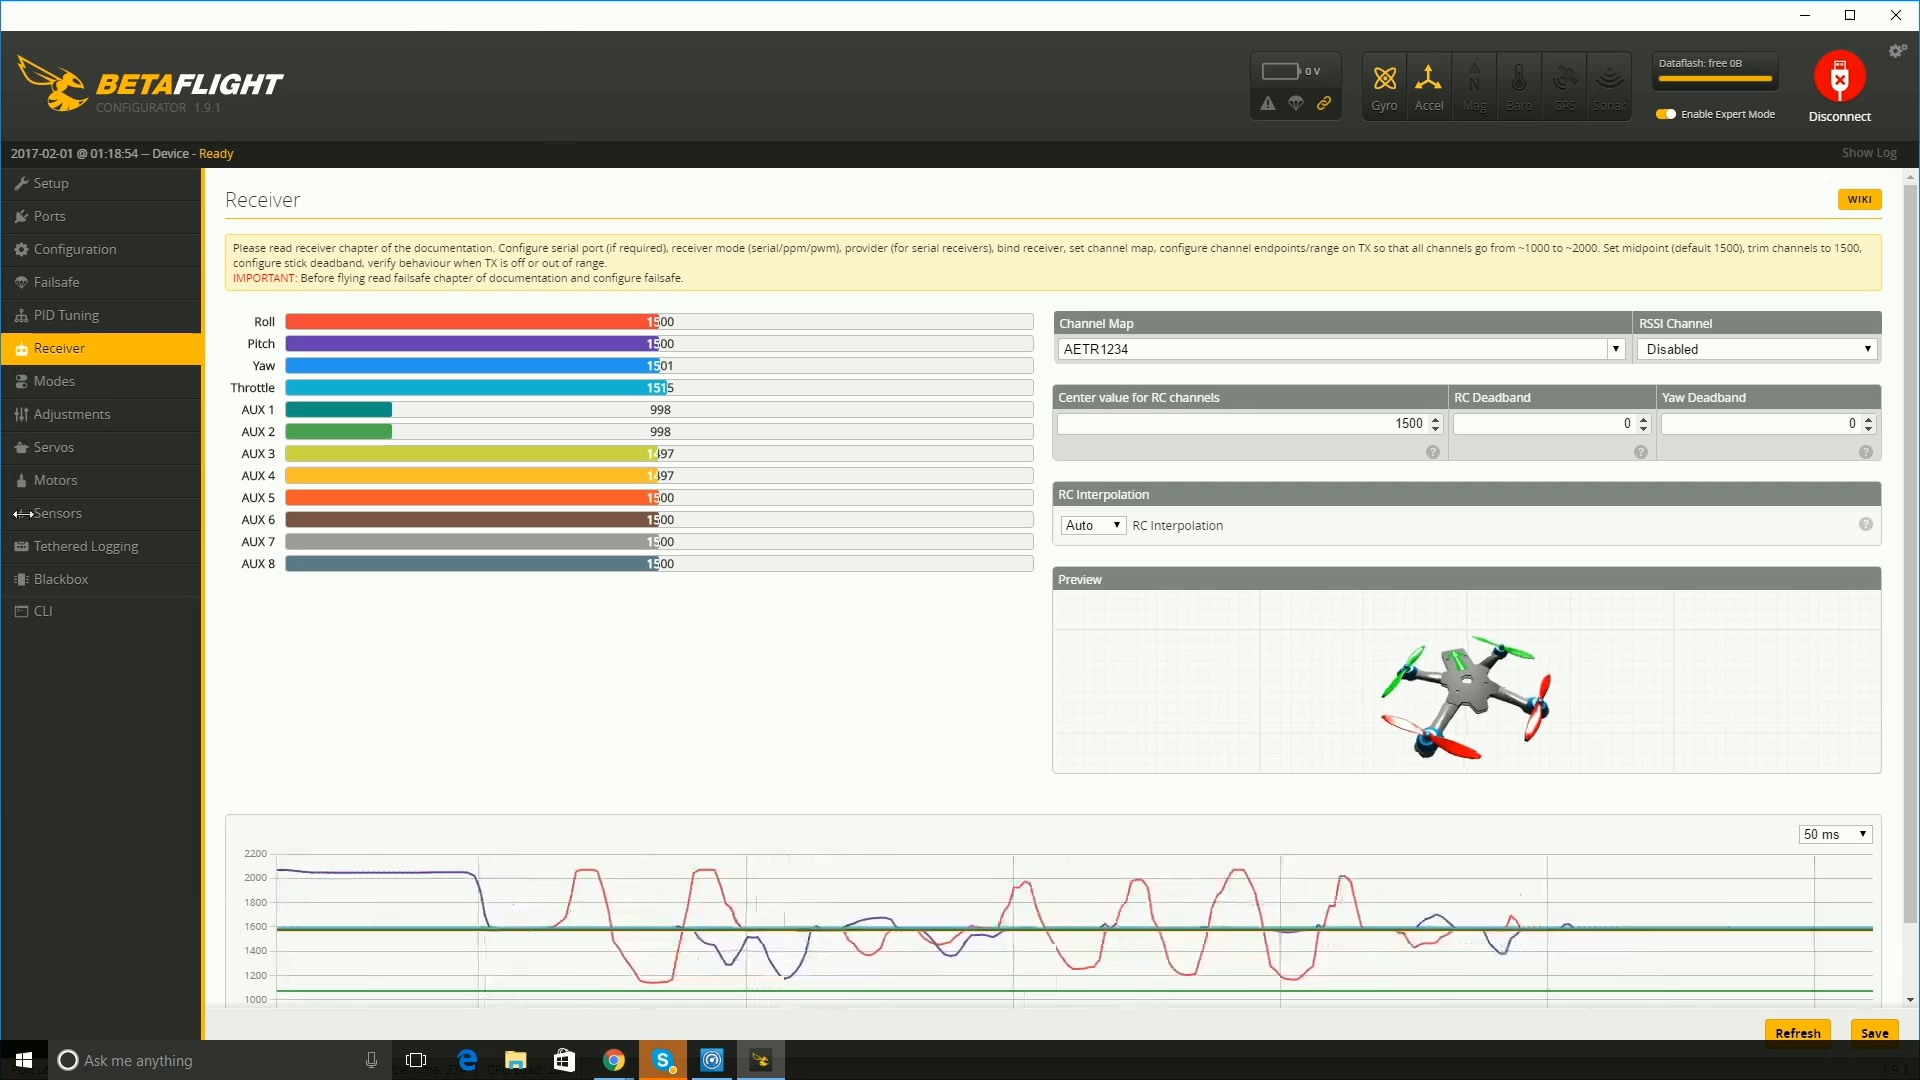 BETAFLIGHT
CONFIGURATOR 1.9.1
0 V
Gyro
Accel
Mag
Baro
GPS
Sonar
Dataflash: free 0B
Enable Expert Mode
Disconnect
2017-02-01 @ 01:18:54 -- Device - Ready
Show Log
Setup
Ports
Configuration
Failsafe
PID Tuning
Receiver
Modes
Adjustments
Servos
Motors
Sensors
Tethered Logging
Blackbox
CLI
Receiver
WIKI
Please read receiver chapter of the documentation. Configure serial port (if required), receiver mode (serial/ppm/pwm), provider (for serial receivers), bind receiver, set channel map, configure channel endpoints/range on TX so that all channels go from ~1000 to ~2000. Set midpoint (default 1500), trim channels to 1500,
configure stick deadband, verify behaviour when TX is off or out of range.
IMPORTANT: Before flying read failsafe chapter of documentation and configure failsafe.
Roll 1500
Pitch 1500
Yaw 1501
Throttle 1515
AUX 1 998
AUX 2 998
AUX 3 1497
AUX 4 1497
AUX 5 1500
AUX 6 1500
AUX 7 1500
AUX 8 1500
Channel Map
RSSI Channel
AETR1234
Disabled
Center value for RC channels
RC Deadband
Yaw Deadband
1500
0
0
RC Interpolation
Auto
RC Interpolation
Preview
50 ms
2200
2000
1800
1600
1400
1200
1000
Refresh
Save
Ask me anything
1.9.1